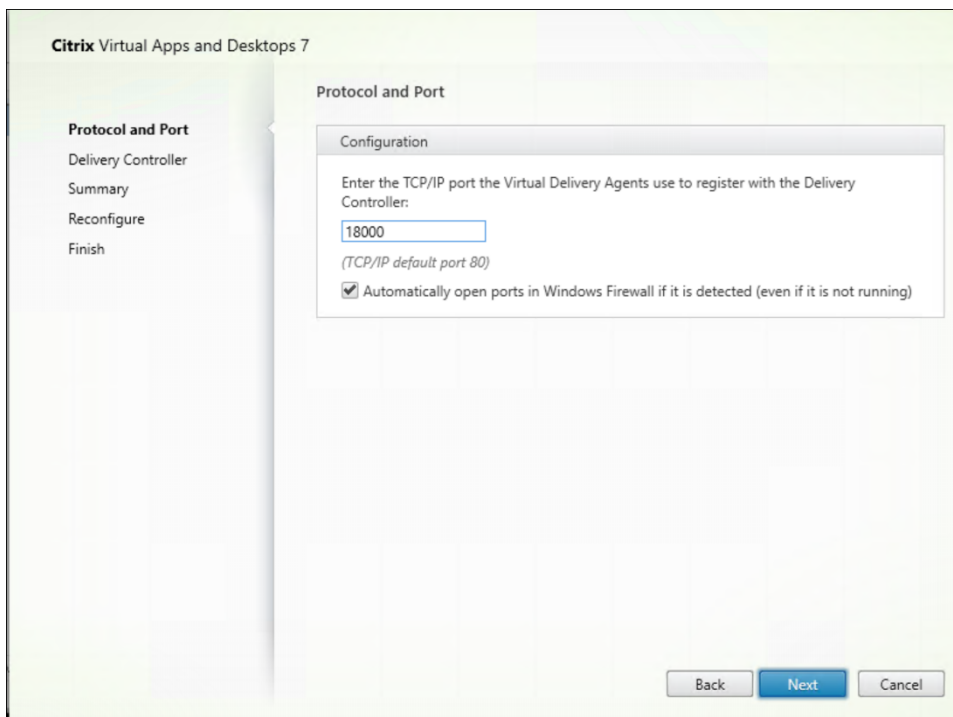 Citrix Virtual Apps and Desktops 7
Protocol and Port
Delivery Controller
Summary
Reconfigure
Finish
Protocol and Port
Configuration
Enter the TCP/IP port the Virtual Delivery Agents use to register with the Delivery
Controller:
18000
(TCP/IP default port 80)
Automatically open ports in Windows Firewall if it is detected (even if it is not running)
Back
Next
Cancel